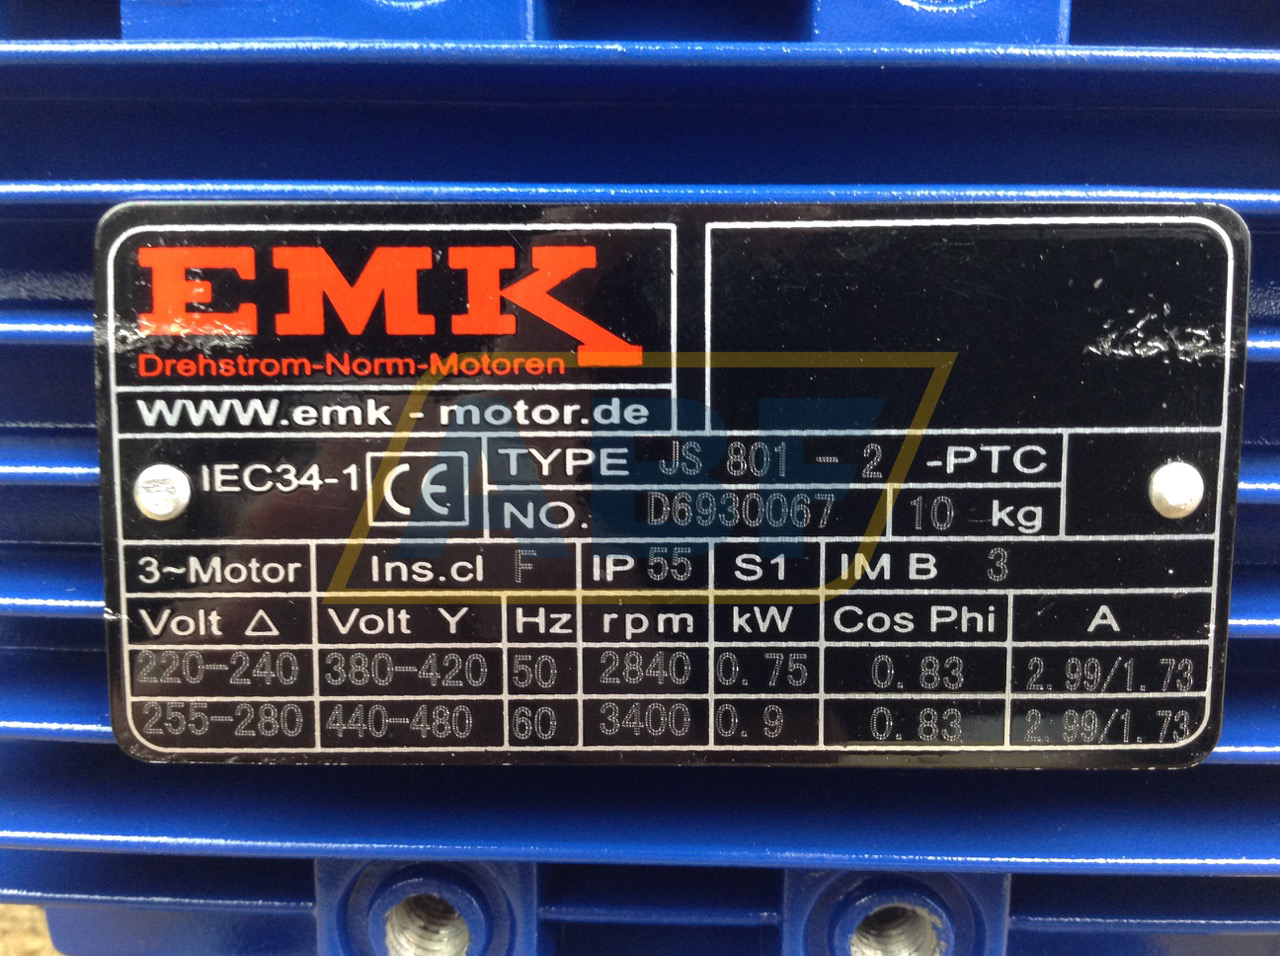 EMK
Drehstrom-Norm-Motoren
WWW.emk - motor.de
IEC34-1 CE TYPE JS 801-2 -PTC
NO. D6930067 10 kg
3~Motor Ins.cl F IP 55 S1 IM B 3
Volt Δ Volt Y Hz rpm kW Cos Phi A
220-240 380-420 50 2840 0.75 0.83 2.99/1.73
255-280 440-480 60 3400 0.9 0.83 2.99/1.73
ABF